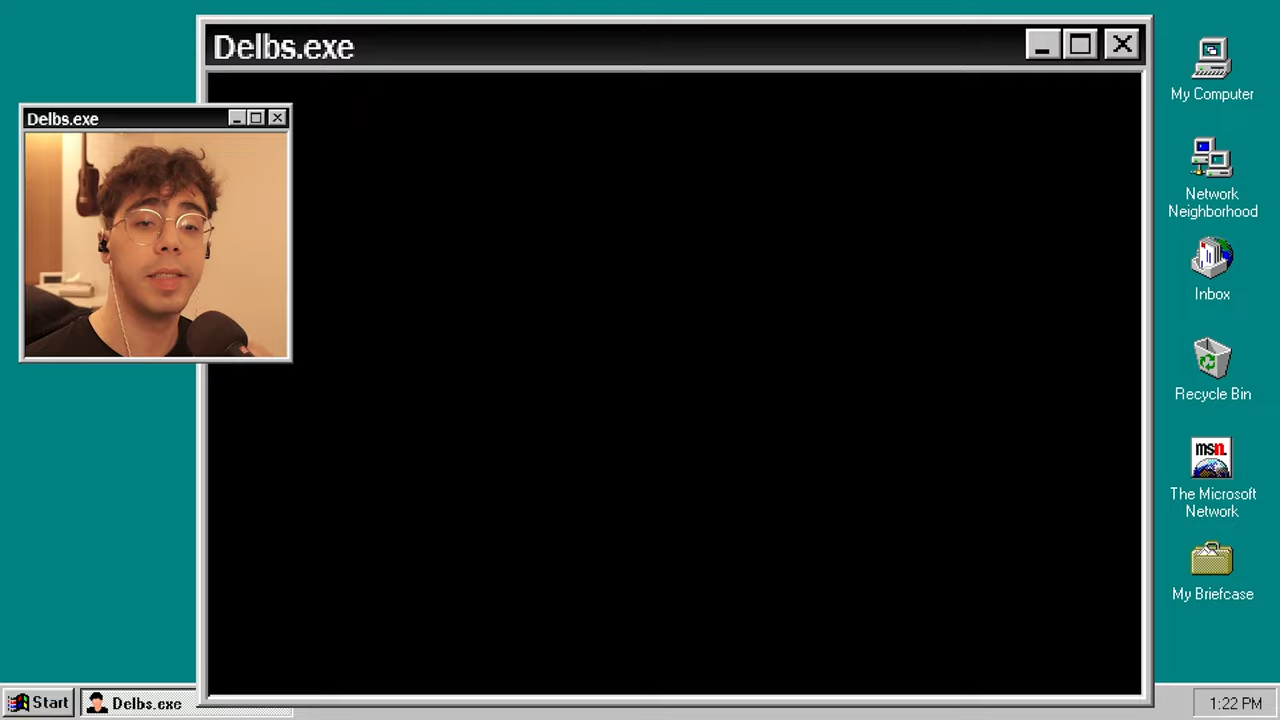 Delbs.exe
Delbs.exe
My Computer
Network
Neighborhood
Inbox
Recycle Bin
msn.
The Microsoft
Network
My Briefcase
Start
Delbs.exe
1:22 PM